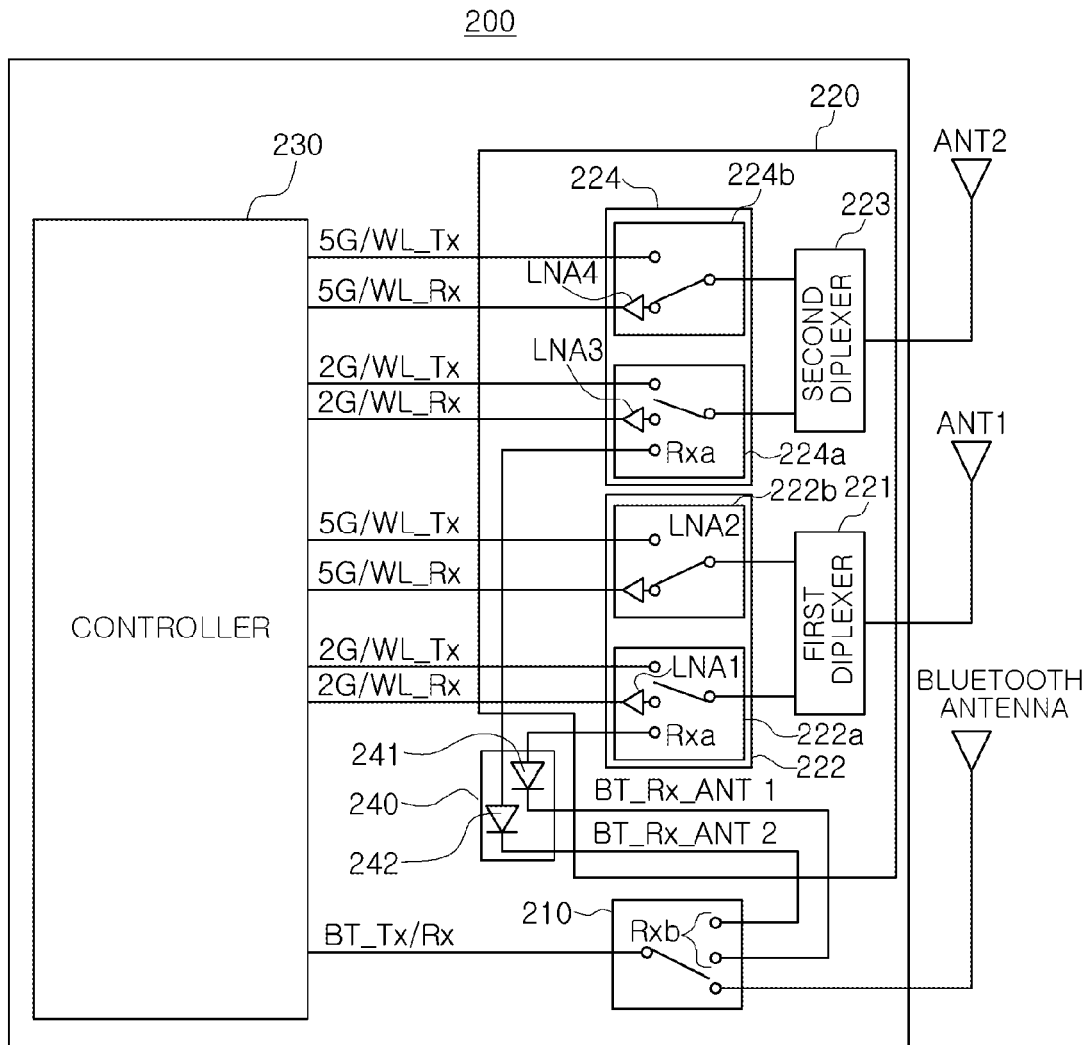 200
220
ANT2
230
224
224b
223
5G/WL_Tx
LNA4
5G/WL_Rx
SECOND
DIPLEXER
2G/WL_Tx
LNA3
2G/WL_Rx
ANT1
Rxa
224a
222b
221
5G/WL_Tx
LNA2
5G/WL_Rx
FIRST
DIPLEXER
CONTROLLER
2G/WL_Tx
LNA1
2G/WL_Rx
BLUETOOTH
ANTENNA
Rxa
222a
241
222
240
BT_Rx_ANT 1
BT_Rx_ANT 2
242
210
Rxb
BT_Tx/Rx